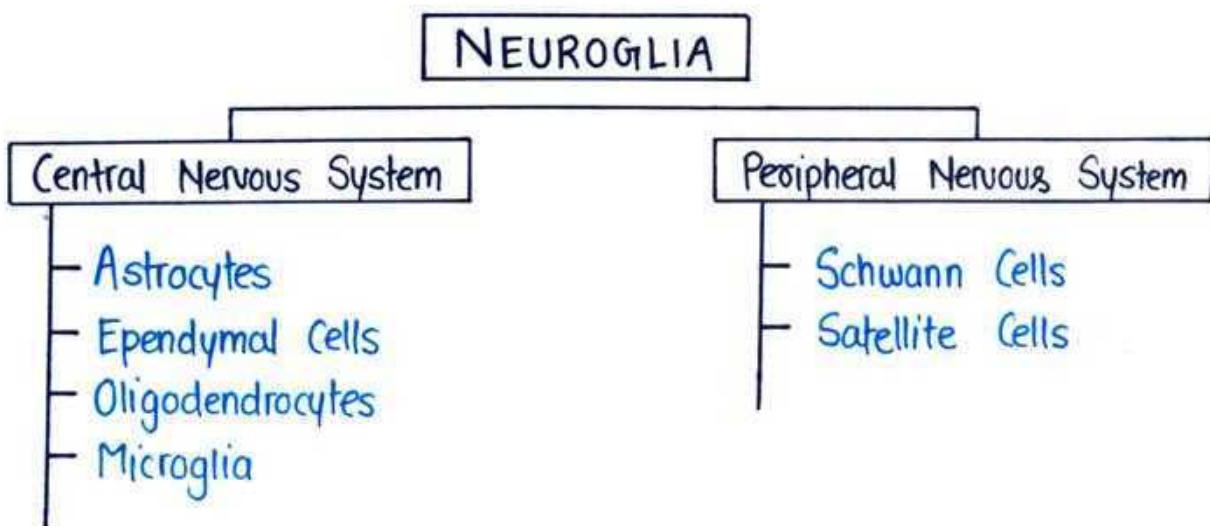 NEUROGLIA
Central Nervous System
Astrocytes
Ependymal Cells
Oligodendrocytes
Microglia
Peripheral Nervous System
Schwann Cells
Satellite Cells